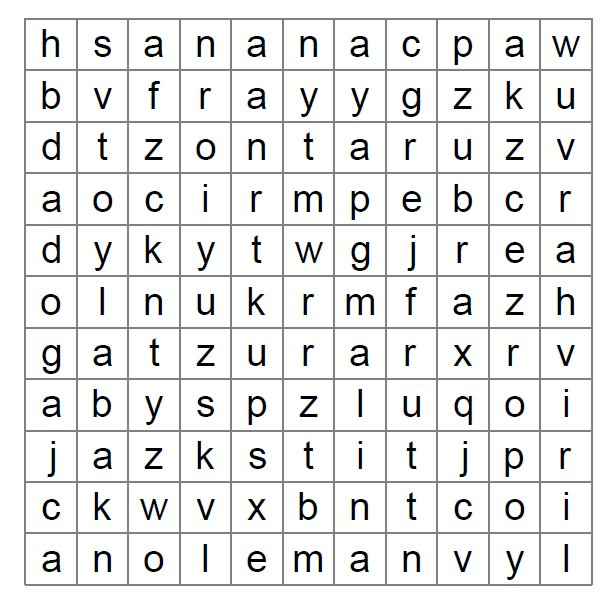 h s a n a n a c p a w
b v f r a y y g z k u
d t z o n t a r u z v
a o c i r m p e b c r
d y k y t w g j r e a
o l n u k r m f a z h
g a t z u r a r x r v
a b y s p z l u q o i
j a z k s t i t j p r
c k w v x b n t c o i
a n o l e m a n v y l